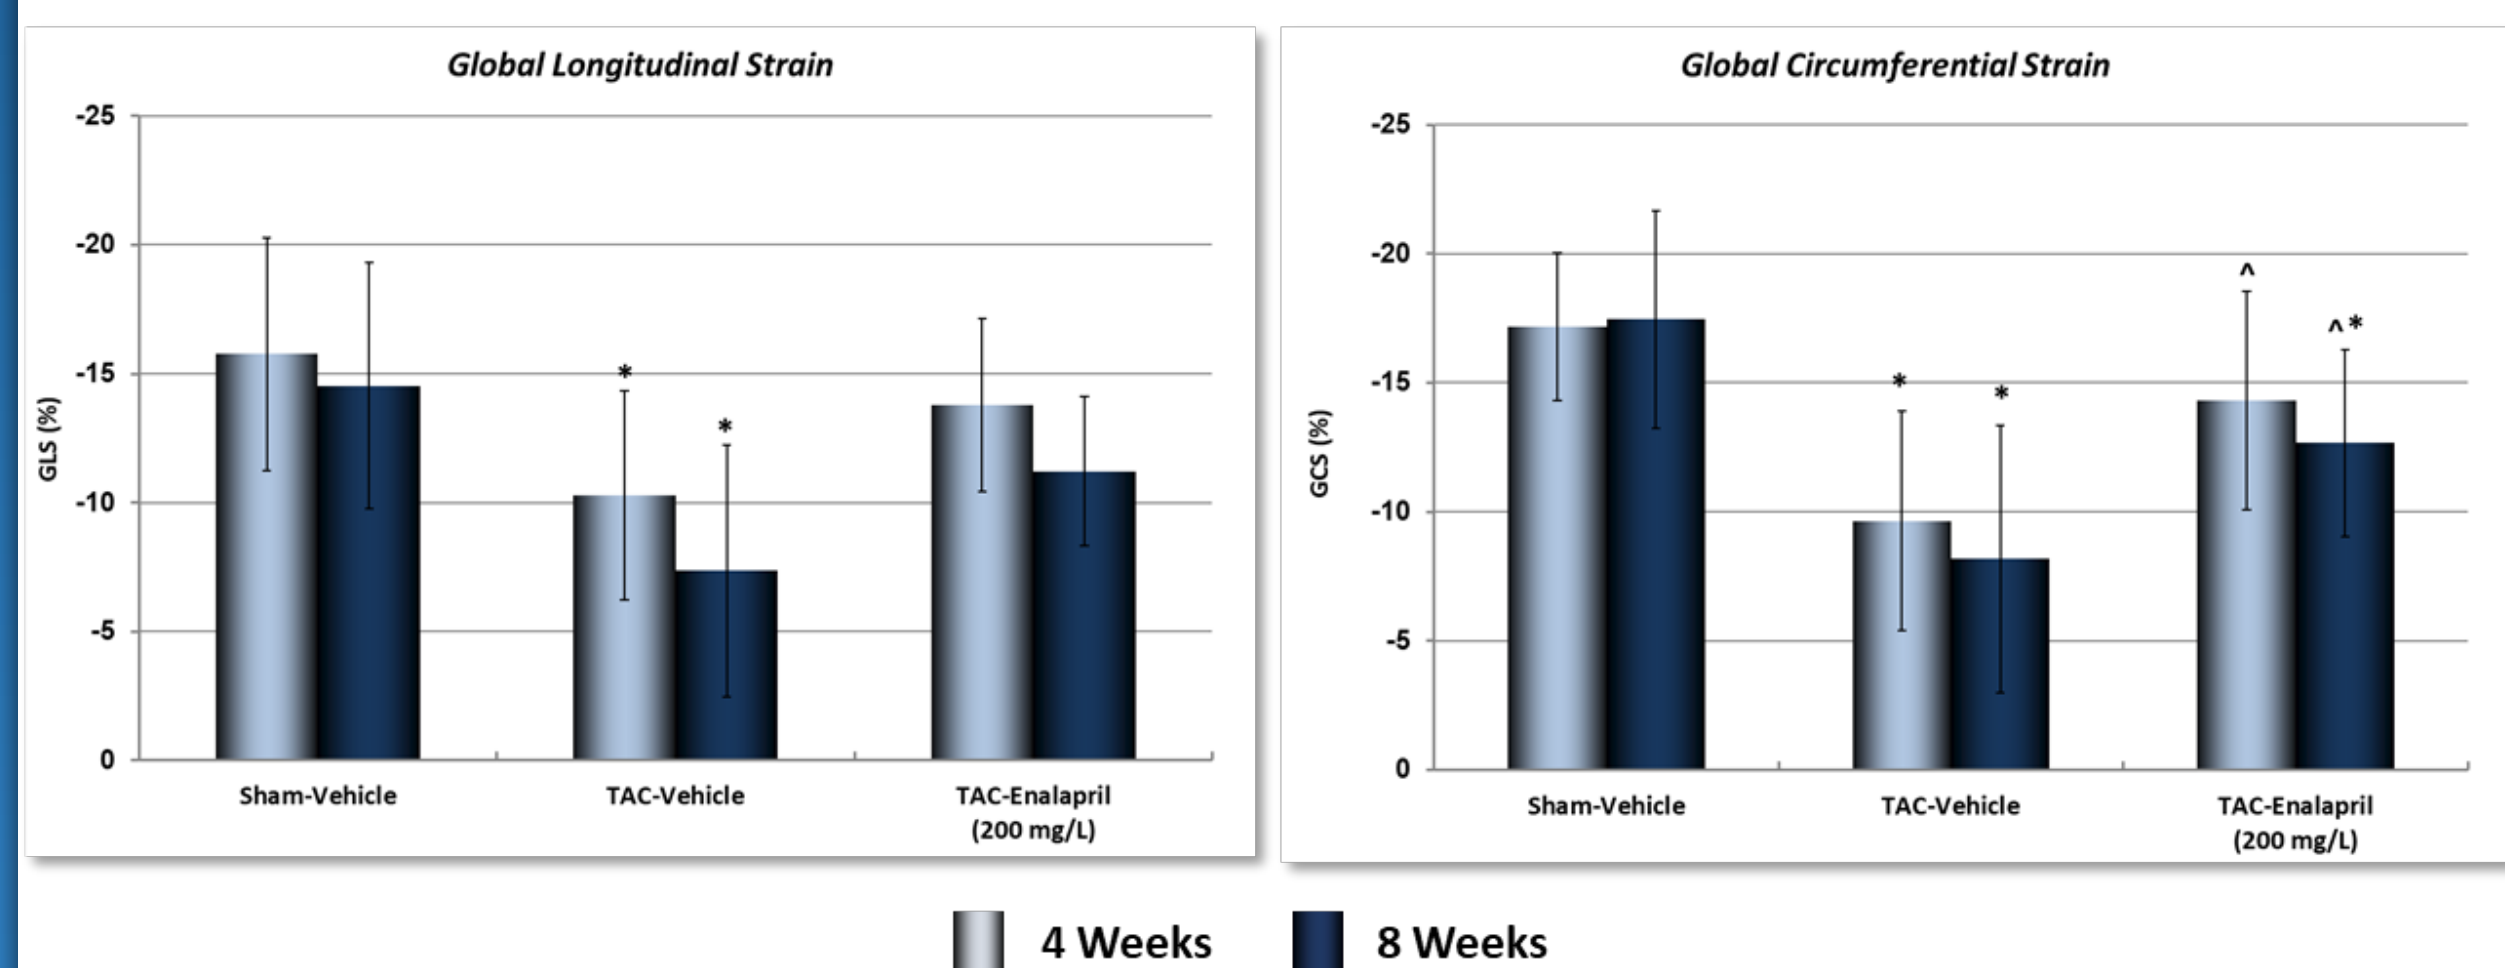 Global Longitudinal Strain
-25
-20
-15
-10
-5
0
GLS (%)
*
*
Sham-Vehicle
TAC-Vehicle
TAC-Enalapril
(200 mg/L)
Global Circumferential Strain
-25
-20
-15
-10
-5
0
GCS (%)
*
*
^
^ *
Sham-Vehicle
TAC-Vehicle
TAC-Enalapril
(200 mg/L)
4 Weeks
8 Weeks